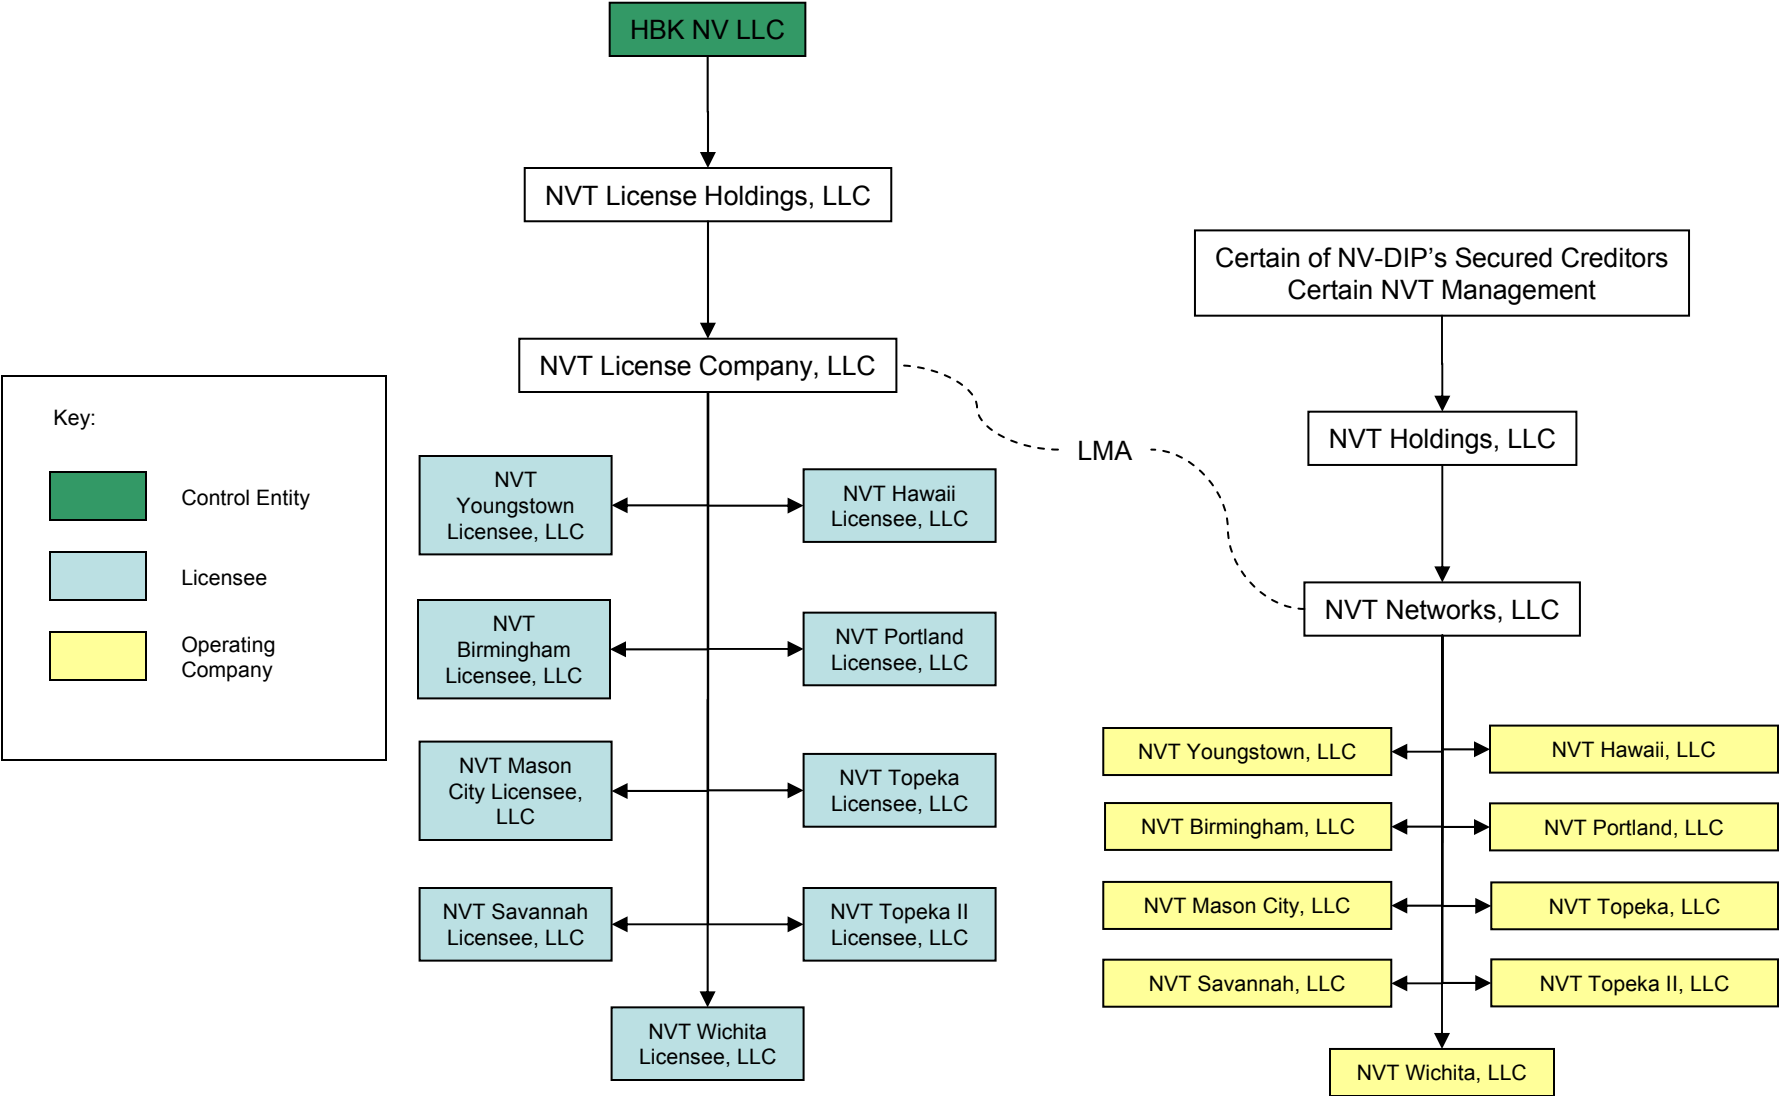 HBK NV LLC
NVT License Holdings, LLC
Certain of NV-DIP’s Secured Creditors
Certain NVT Management
NVT License Company, LLC
NVT Holdings, LLC
LMA
NVT Networks, LLC
Key:
Control Entity
Licensee
Operating
Company
NVT
Youngstown
Licensee, LLC
NVT Hawaii
Licensee, LLC
NVT
Birmingham
Licensee, LLC
NVT Portland
Licensee, LLC
NVT Mason
City Licensee,
LLC
NVT Topeka
Licensee, LLC
NVT Savannah
Licensee, LLC
NVT Topeka II
Licensee, LLC
NVT Wichita
Licensee, LLC
NVT Youngstown, LLC
NVT Hawaii, LLC
NVT Birmingham, LLC
NVT Portland, LLC
NVT Mason City, LLC
NVT Topeka, LLC
NVT Savannah, LLC
NVT Topeka II, LLC
NVT Wichita, LLC